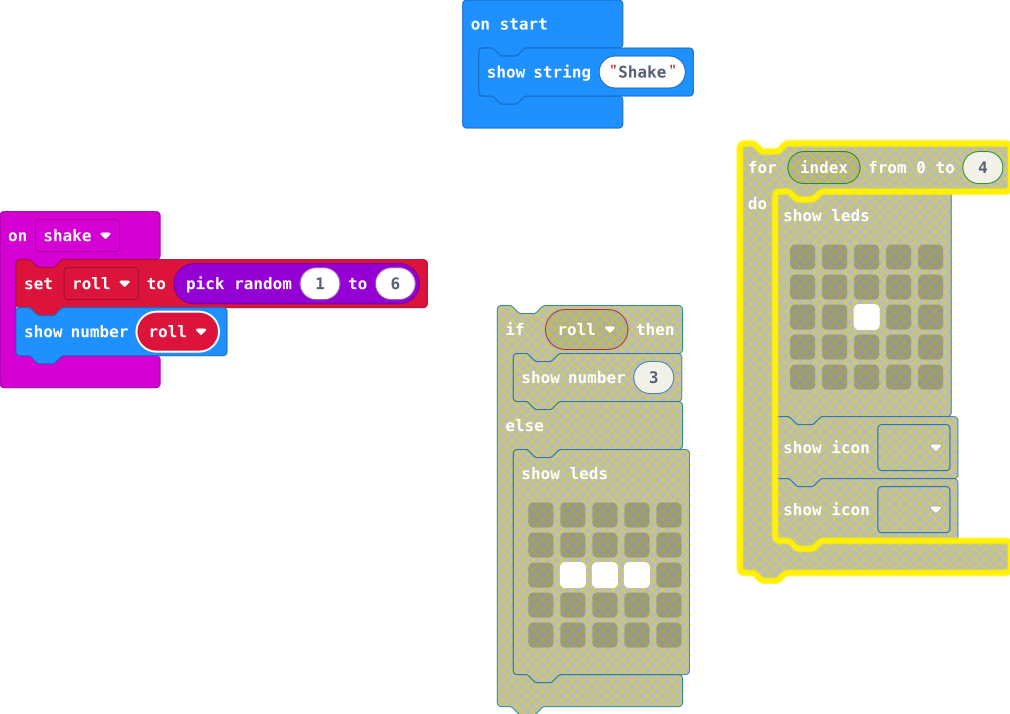 on start
show string "Shake"
on shake
set roll to pick random 1 to 6
show number roll
if roll then
show number 3
else
show leds
for index from 0 to 4
do
show leds
show icon
show icon